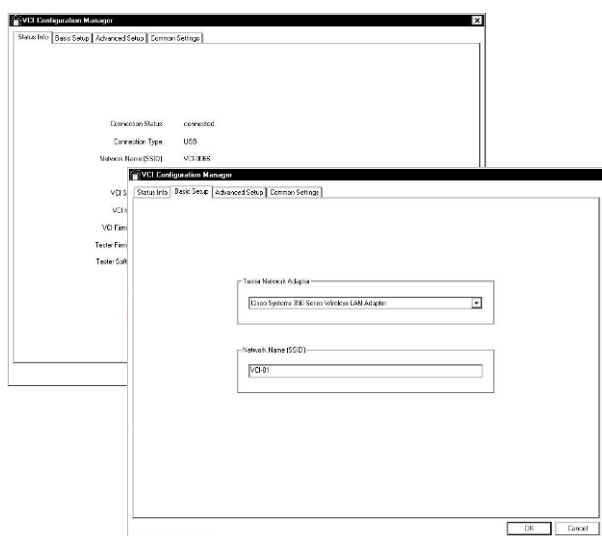 VCI Configuration Manager
Status Info Basic Setup Advanced Setup Common Settings
Connection Status: connected
Connection Type: USB
Network Name (SSID) VCI-0066
VCI S
VCI
VCI Firm
Tester Firm
Tester Soft
VCI Configuration Manager
Status Info Basic Setup Advanced Setup Common Settings
Tester Network Adapter
Cisco Systems 350 Series Wireless LAN Adapter
Network Name (SSID)
VCI-01
OK Cancel